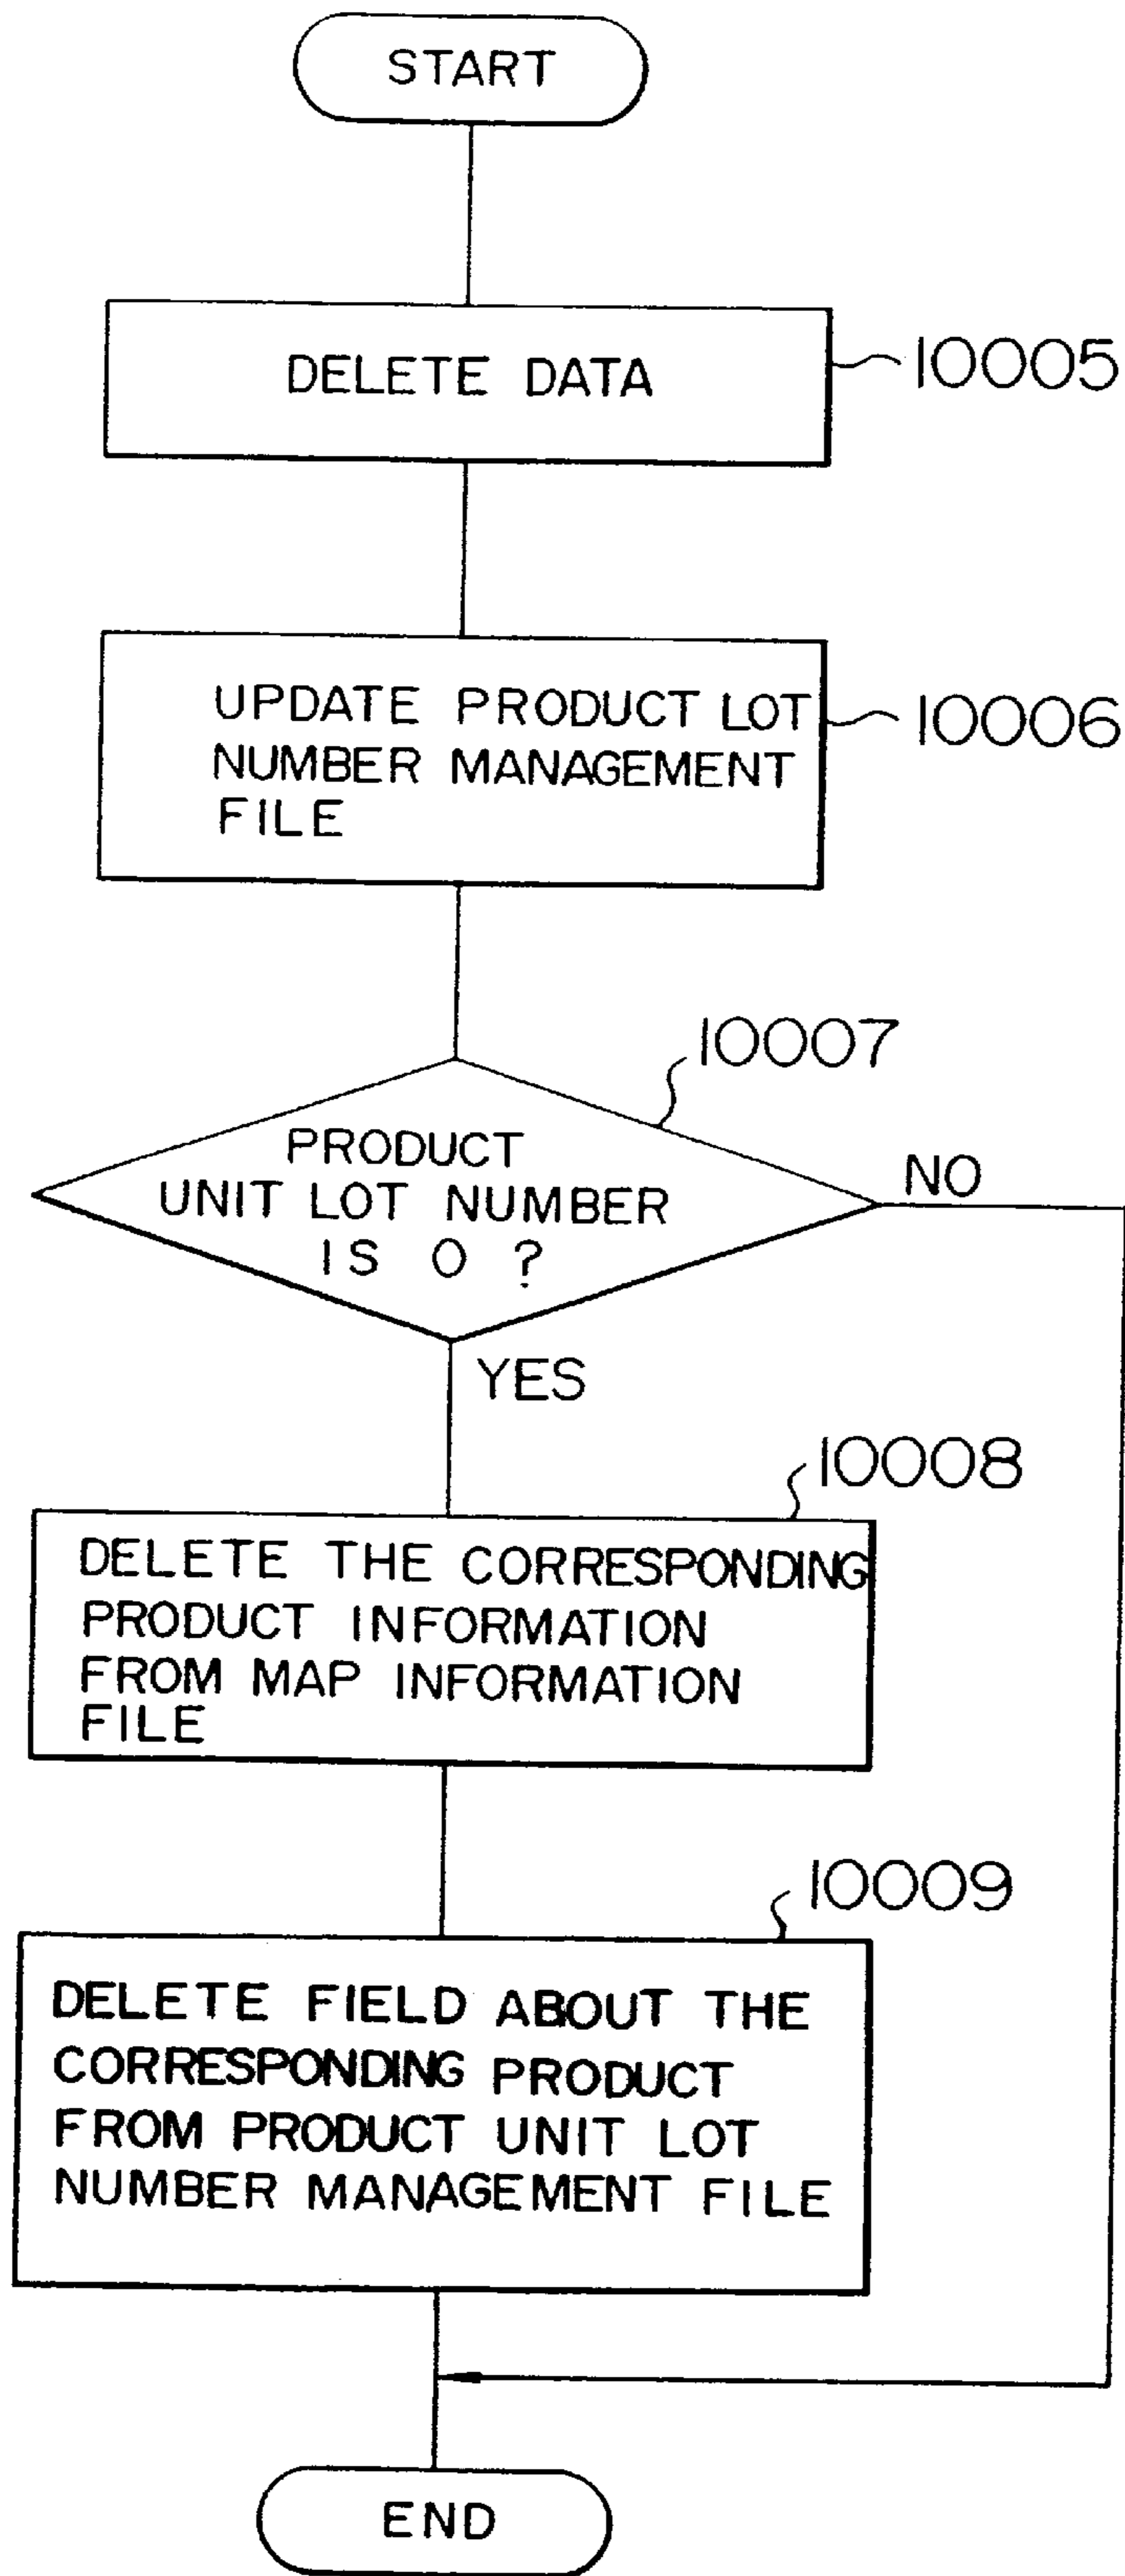 START
DELETE DATA
10005
UPDATE PRODUCT LOT
NUMBER MANAGEMENT
FILE
10006
10007
PRODUCT
UNIT LOT NUMBER
IS 0 ?
NO
YES
10008
DELETE THE CORRESPONDING
PRODUCT INFORMATION
FROM MAP INFORMATION
FILE
10009
DELETE FIELD ABOUT THE
CORRESPONDING PRODUCT
FROM PRODUCT UNIT LOT
NUMBER MANAGEMENT FILE
END